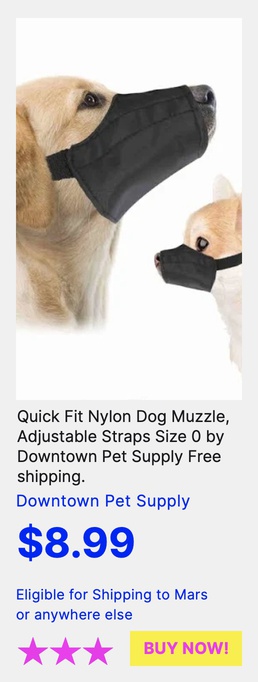 Quick Fit Nylon Dog Muzzle,
Adjustable Straps Size 0 by
Downtown Pet Supply Free
shipping.
Downtown Pet Supply
$8.99
Eligible for Shipping to Mars
or anywhere else
BUY NOW!